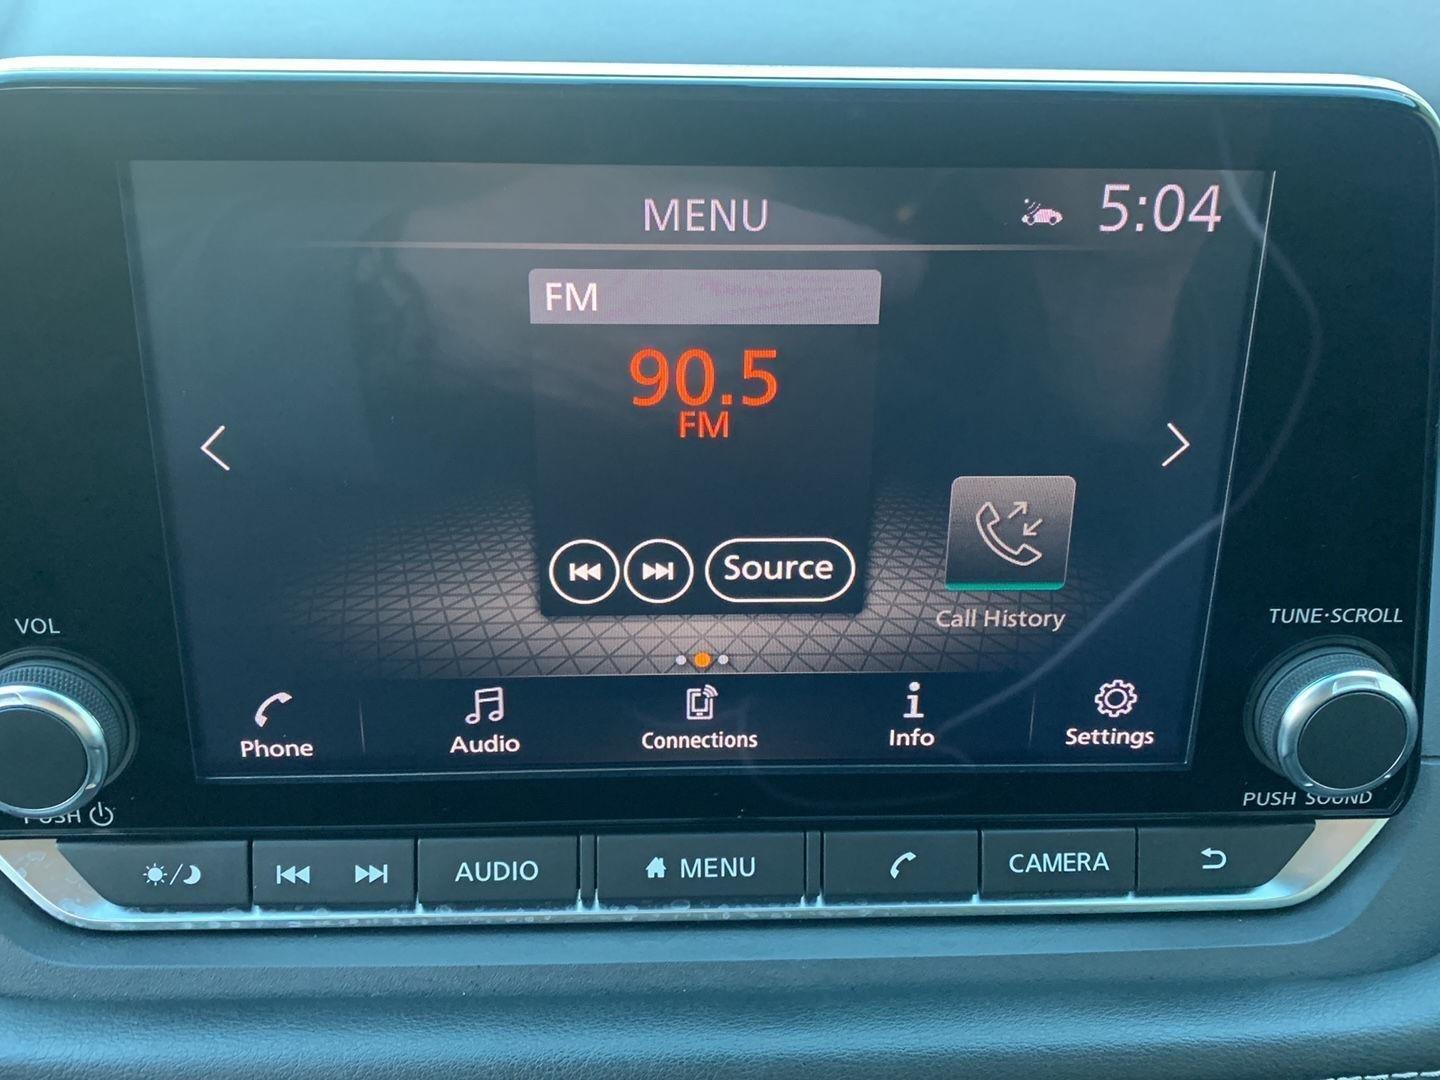 MENU
5:04
FM
90.5
FM
Source
Call History
VOL
TUNE·SCROLL
Phone
Audio
Connections
Info
Settings
PUSH
PUSH SOUND
AUDIO
MENU
CAMERA